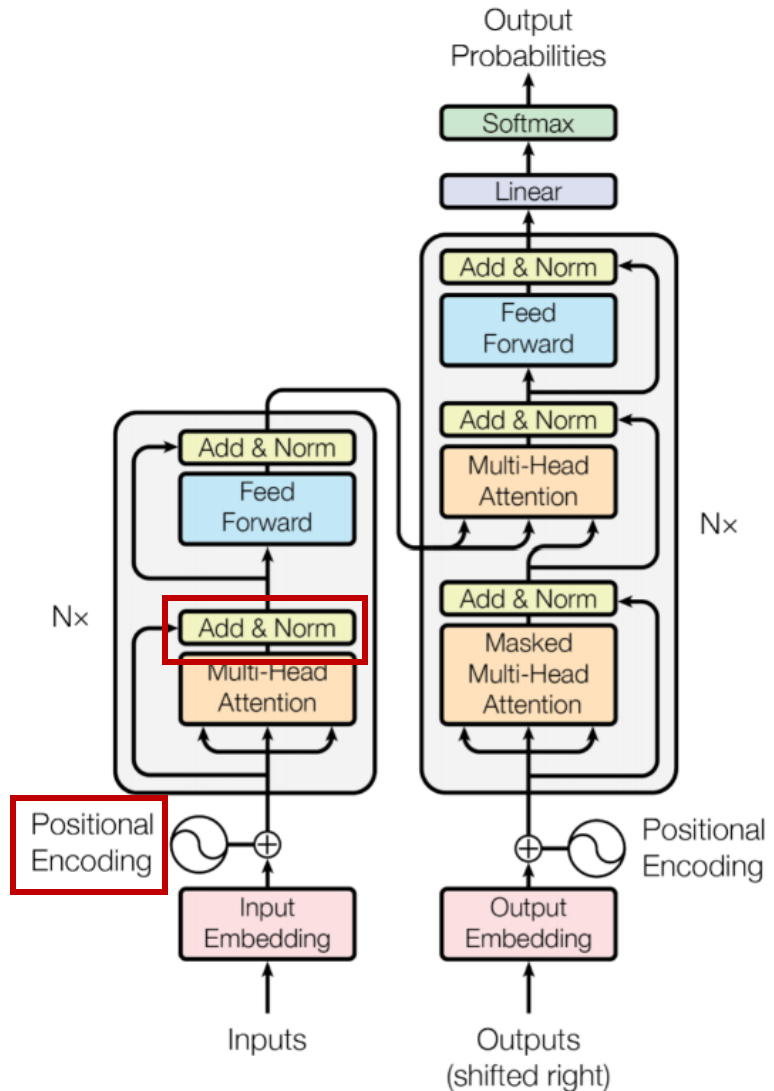 Output
Probabilities
Softmax
Linear
Add & Norm
Feed
Forward
Add & Norm
Multi-Head
Attention
Add & Norm
Masked
Multi-Head
Attention
N×
Add & Norm
Feed
Forward
Add & Norm
Multi-Head
Attention
N×
Positional
Encoding
Positional
Encoding
Input
Embedding
Output
Embedding
Inputs
Outputs
(shifted right)